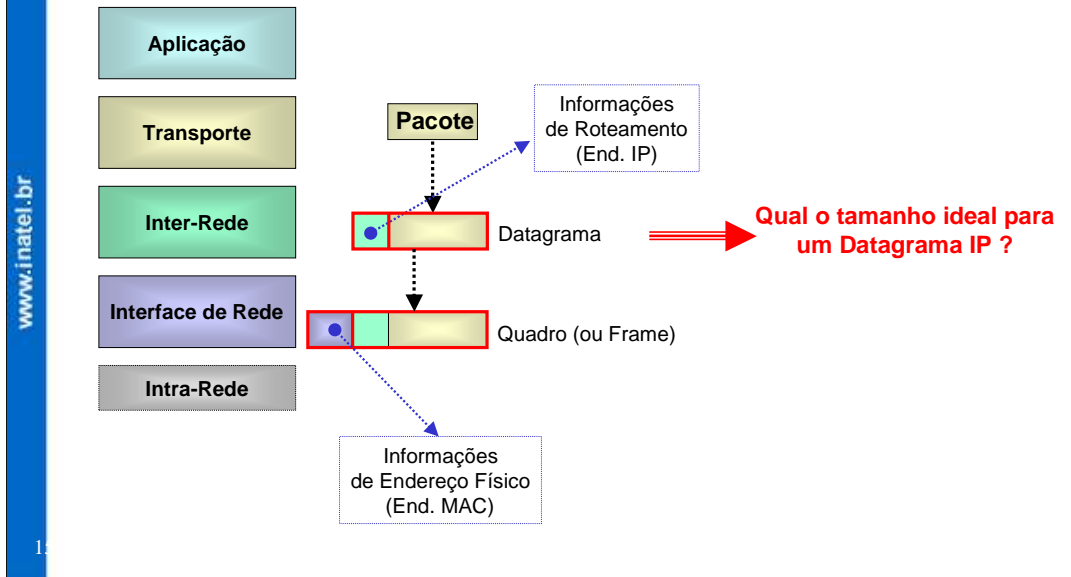 Aplicação
Transporte
Inter-Rede
Interface de Rede
Intra-Rede
Pacote
Informações
de Roteamento
(End. IP)
Datagrama
Qual o tamanho ideal para
um Datagrama IP ?
Quadro (ou Frame)
Informações
de Endereço Físico
(End. MAC)
www.inatel.br